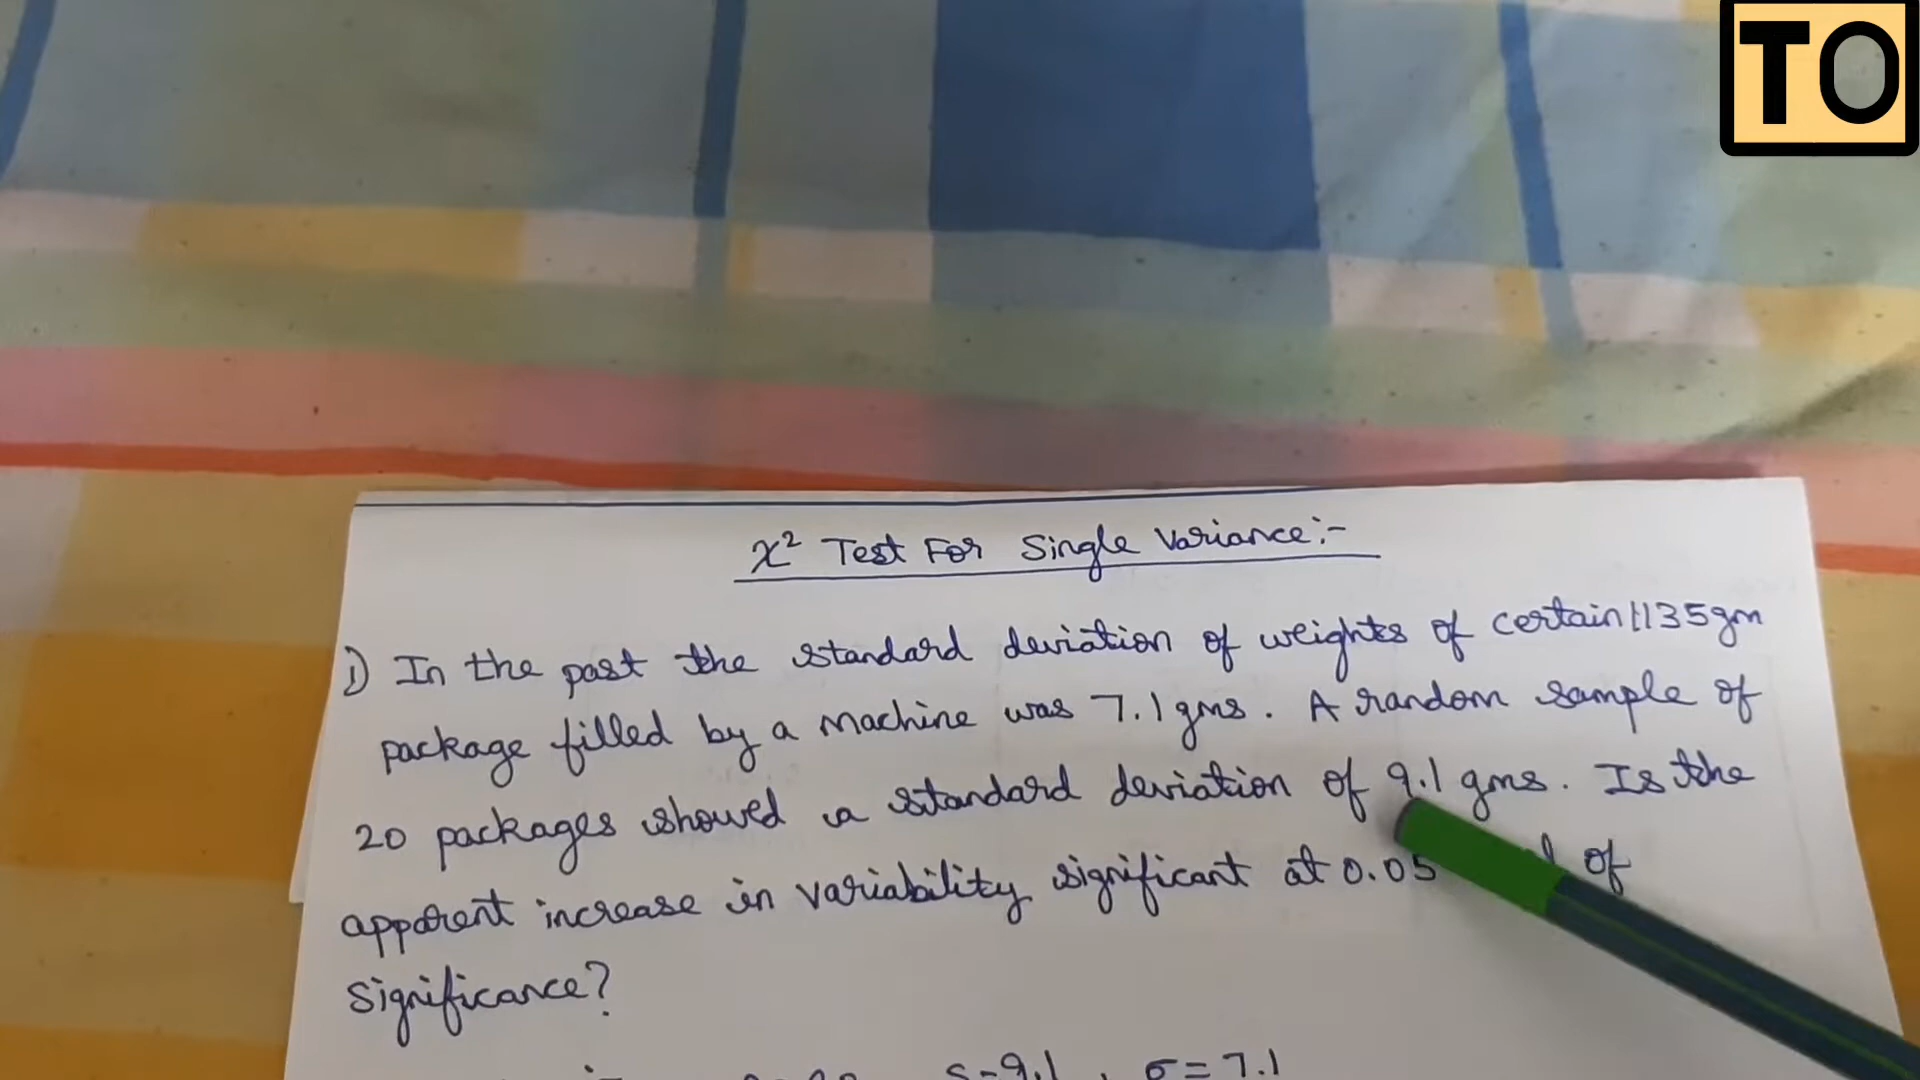 TO
χ² Test For Single Variance:-
1) In the past the standard deviation of weights of certain 1135gm
package filled by a machine was 7.1gms. A random sample of
20 packages showed a standard deviation of 9.1 gms. Is the
apparent increase in variability significant at 0.05 of
significance?
s=9.1, σ=7.1